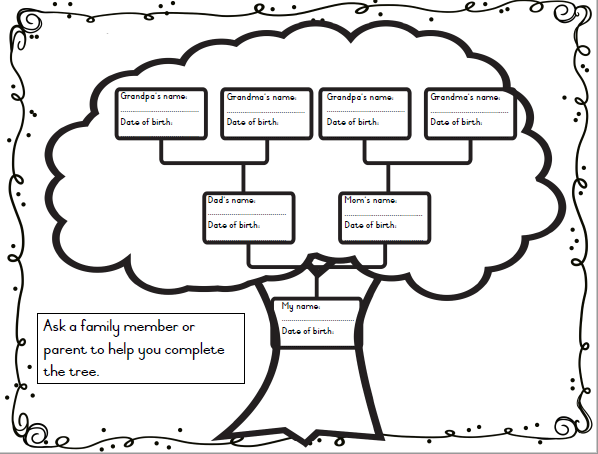 Grandpa's name:
Date of birth:
Grandma's name:
Date of birth:
Grandpa's name:
Date of birth:
Grandma's name:
Date of birth:
Dad's name:
Date of birth:
Mom's name:
Date of birth:
My name:
Date of birth:
Ask a family member or
parent to help you complete
the tree.